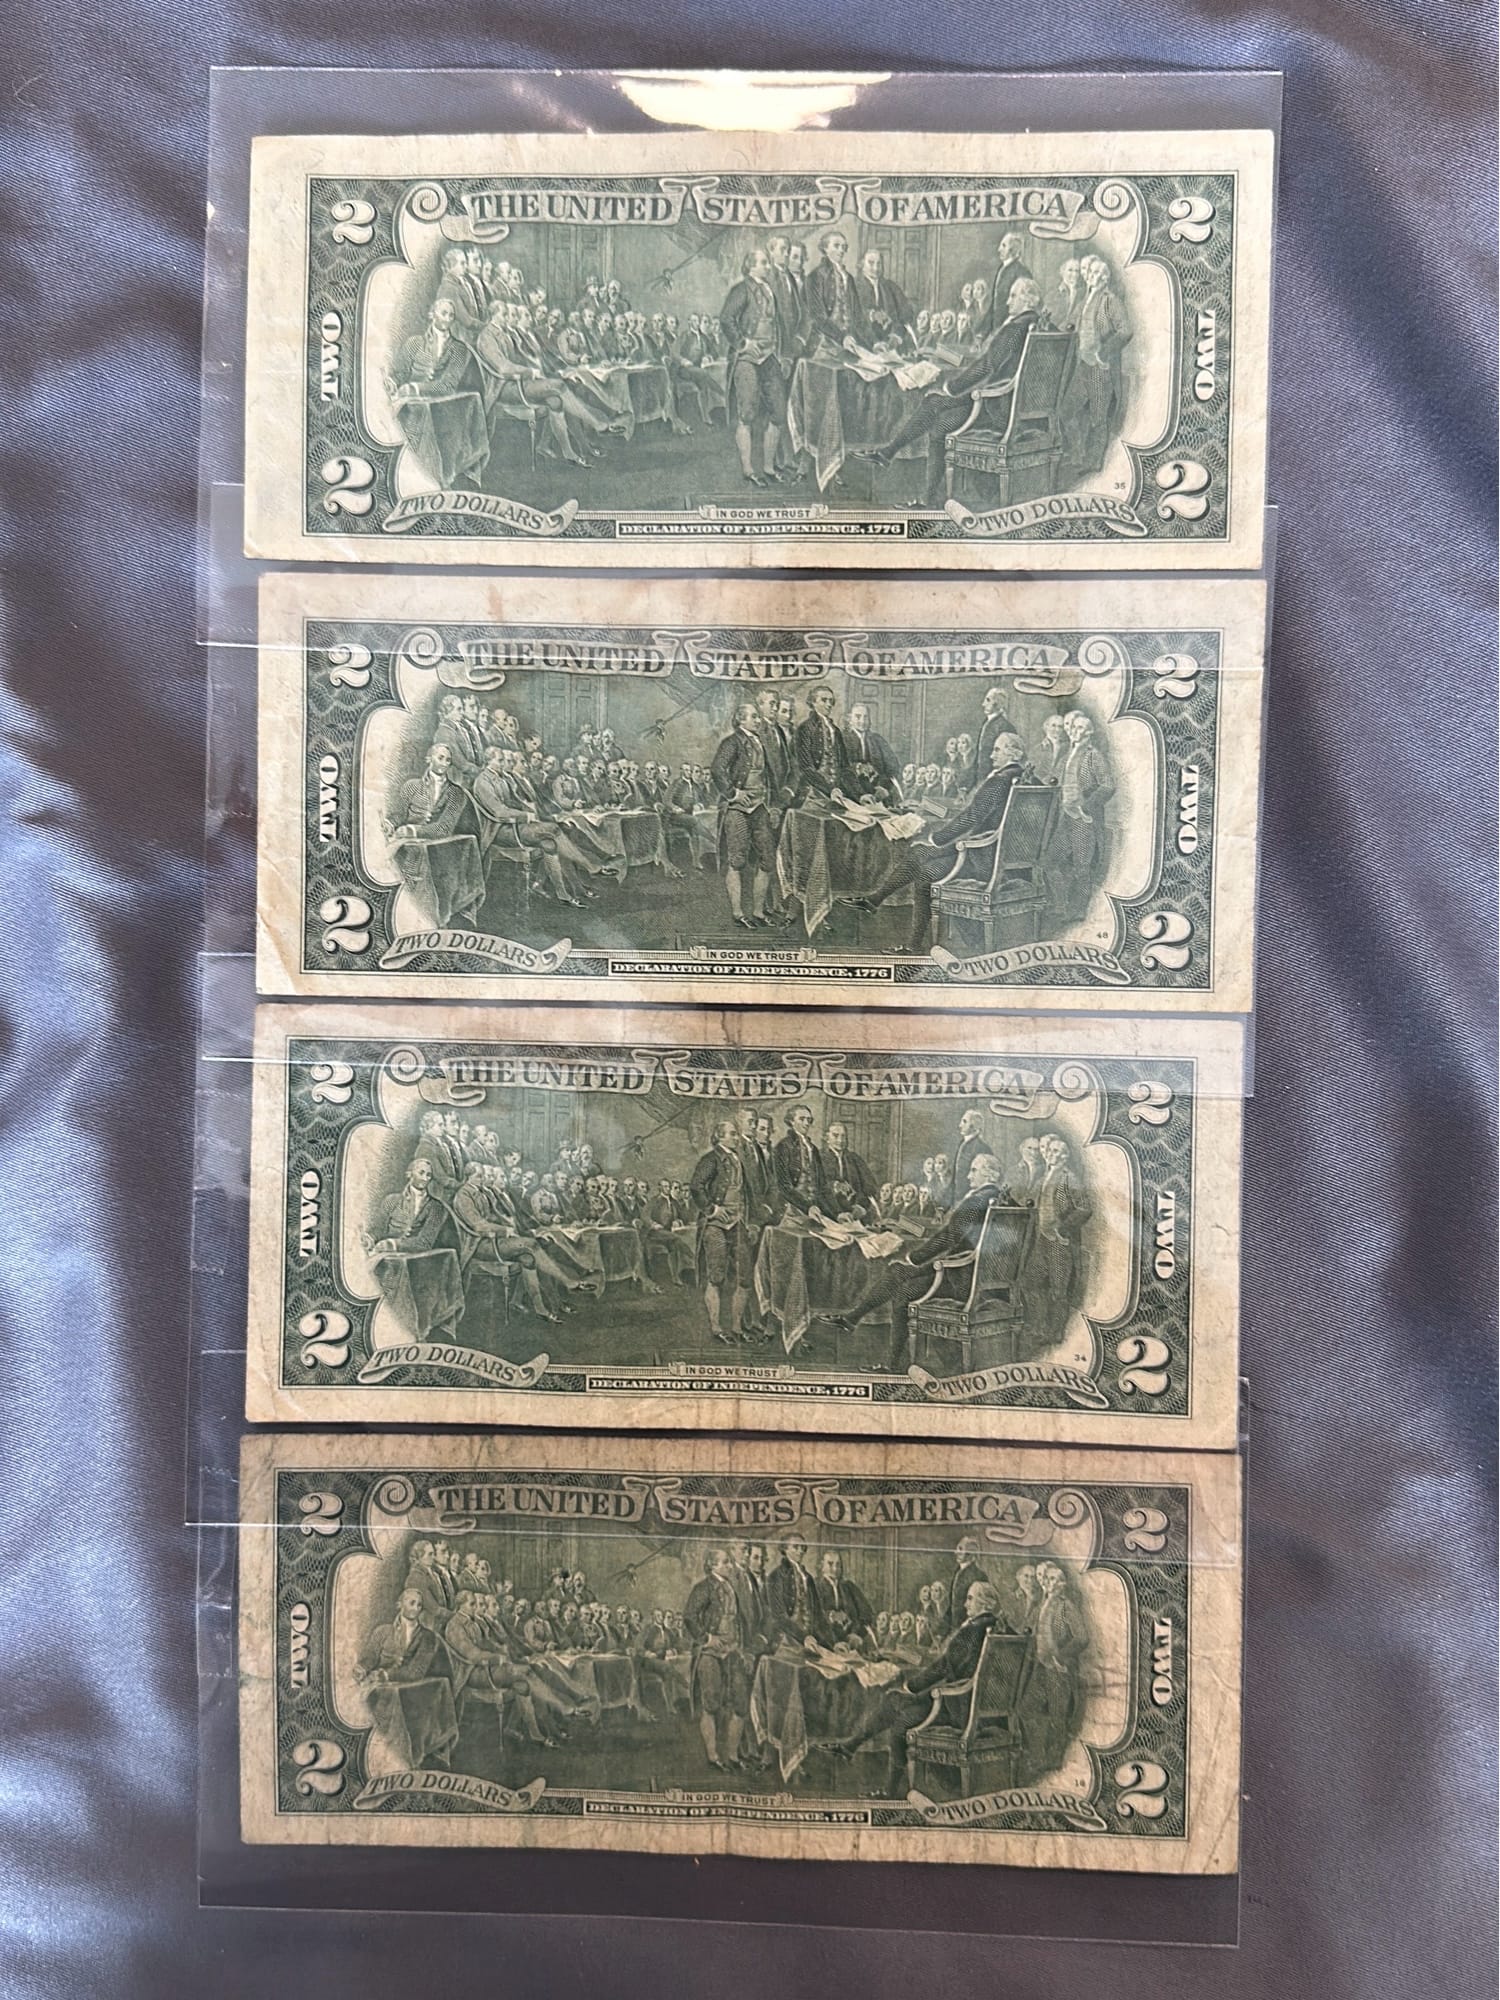 2 THE UNITED STATES OF AMERICA 2
TWO TWO
35
2 TWO DOLLARS IN GOD WE TRUST TWO DOLLARS 2
DECLARATION OF INDEPENDENCE, 1776
2 THE UNITED STATES OF AMERICA 2
TWO TWO
48
2 TWO DOLLARS IN GOD WE TRUST TWO DOLLARS 2
DECLARATION OF INDEPENDENCE, 1776
2 THE UNITED STATES OF AMERICA 2
TWO TWO
34
2 TWO DOLLARS IN GOD WE TRUST TWO DOLLARS 2
DECLARATION OF INDEPENDENCE, 1776
2 THE UNITED STATES OF AMERICA 2
TWO TWO
16
2 TWO DOLLARS IN GOD WE TRUST TWO DOLLARS 2
DECLARATION OF INDEPENDENCE, 1776